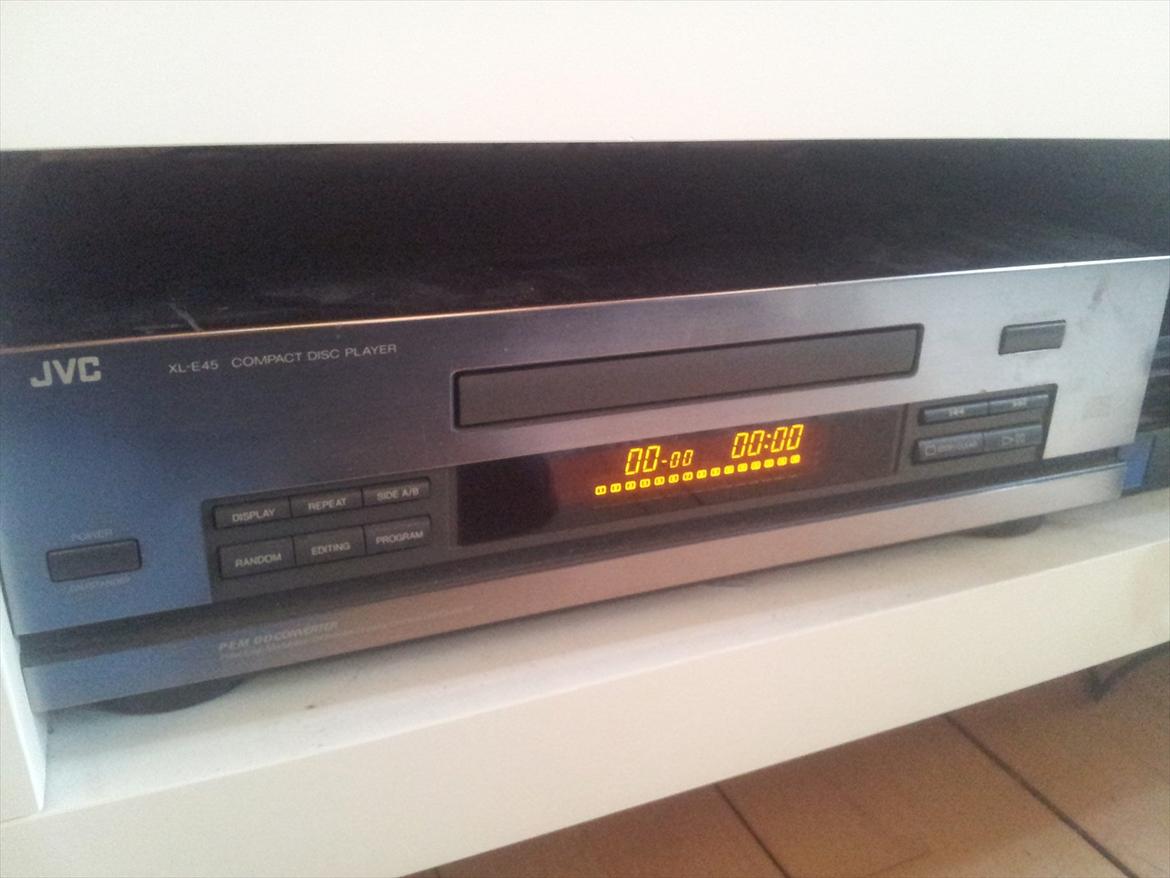 JVC
XL-E45 COMPACT DISC PLAYER
00-00 00:00
DISPLAY REPEAT SIDE A/B
RANDOM EDITING PROGRAM
POWER
P.E.M. DD CONVERTER